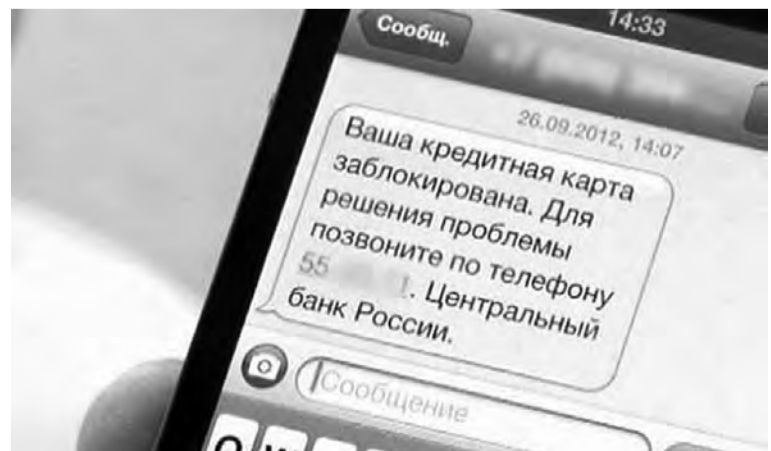 14:33
Сообщ.
26.09.2012, 14:07
Ваша кредитная карта
заблокирована. Для
решения проблемы
позвоните по телефону
55 . Центральный
банк России.
Сообщение